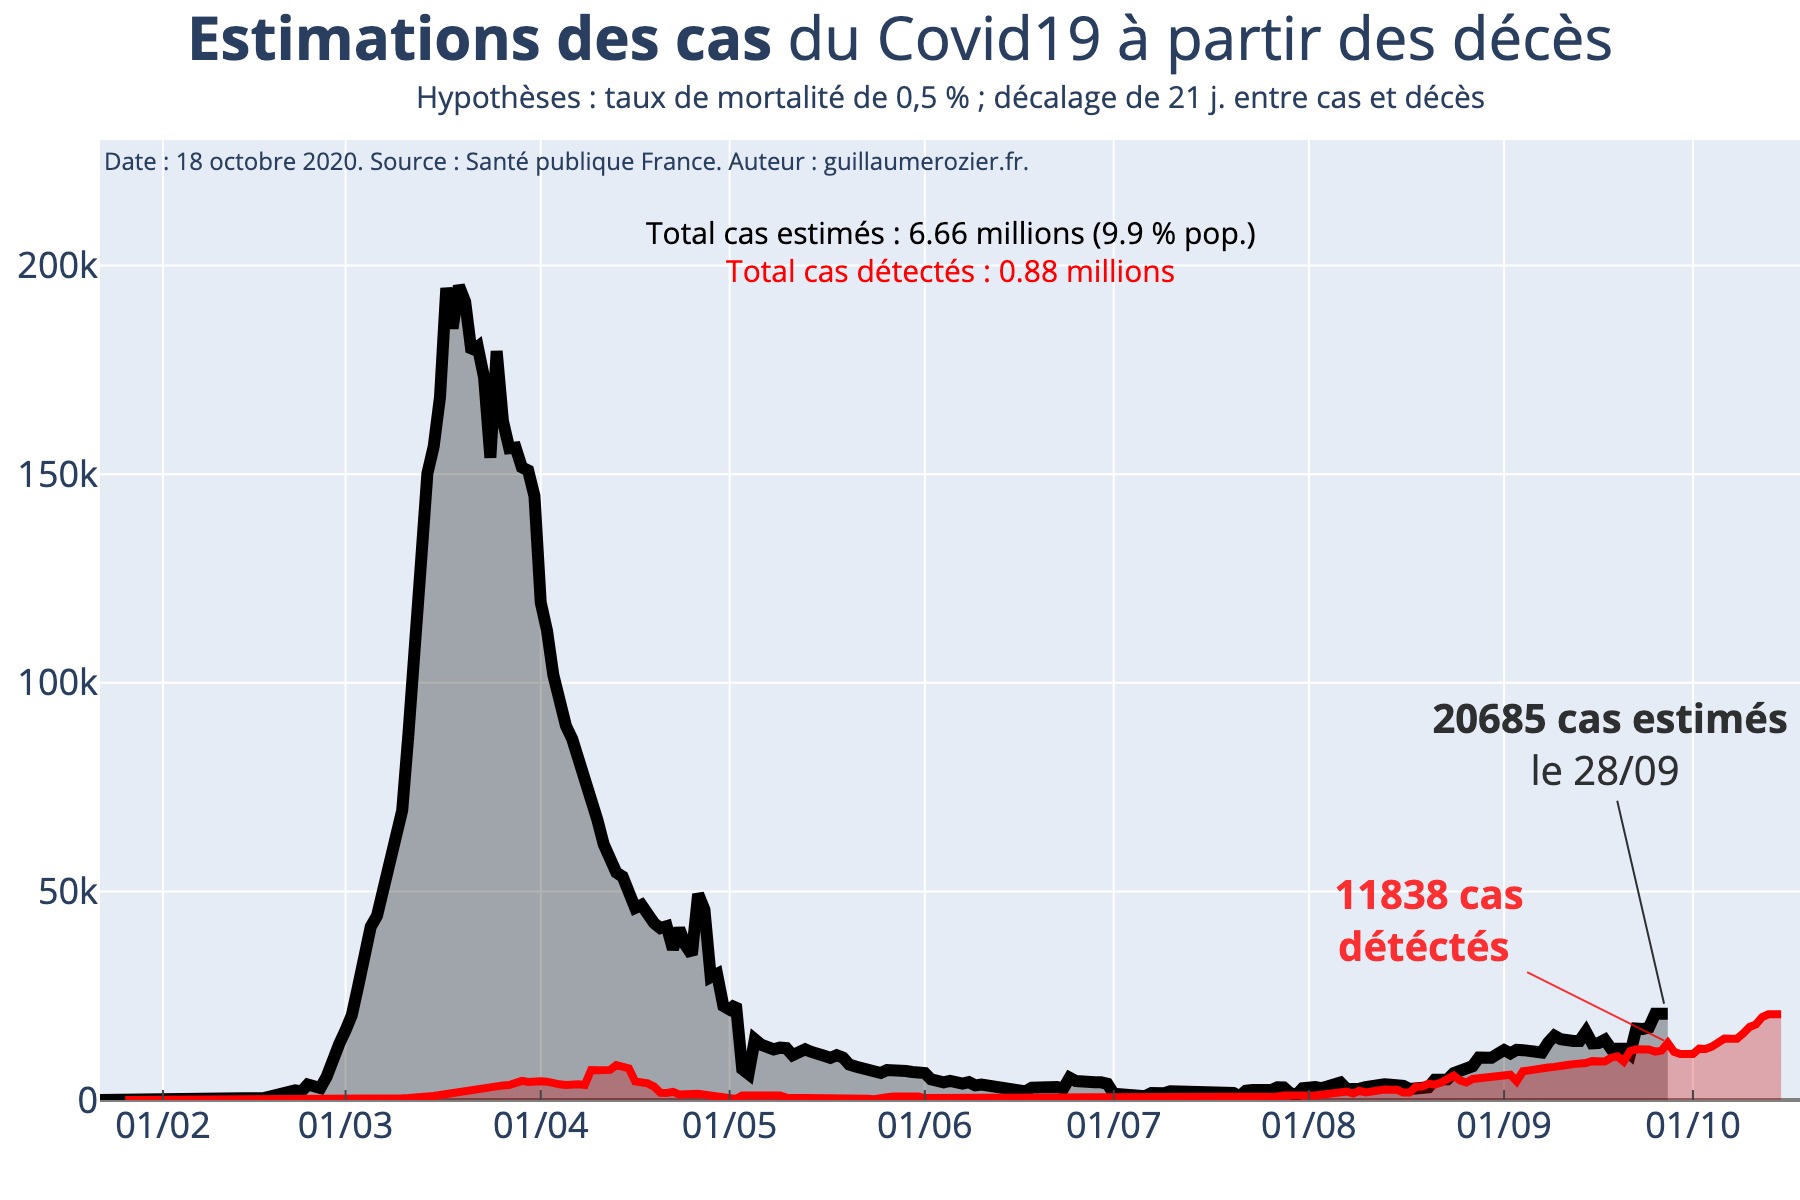 Estimations des cas du Covid19 à partir des décès
Hypothèses : taux de mortalité de 0,5 % ; décalage de 21 j. entre cas et décès
Date : 18 octobre 2020. Source : Santé publique France. Auteur : guillaumerozier.fr.
Total cas estimés : 6.66 millions (9.9 % pop.)
Total cas détectés : 0.88 millions
200k
150k
100k
50k
0
20685 cas estimés
le 28/09
11838 cas
détéctés
01/02 01/03 01/04 01/05 01/06 01/07 01/08 01/09 01/10